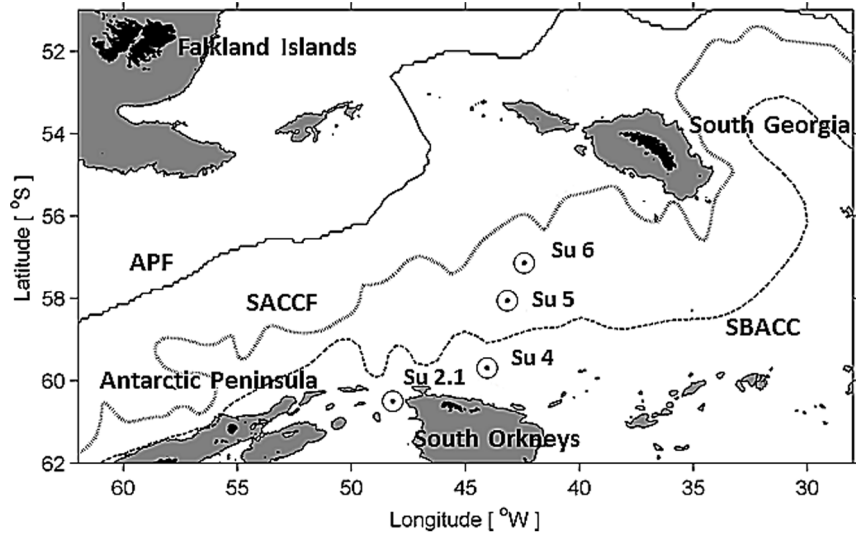 52
54
56
58
60
62
Latitude [ °S]
Falkland Islands
South Georgia
APF
Su 6
SACCF
Su 5
SBACC
Su 4
Antarctic Peninsula
Su 2.1
South Orkneys
60 55 50 45 40 35 30
Longitude [ °W]